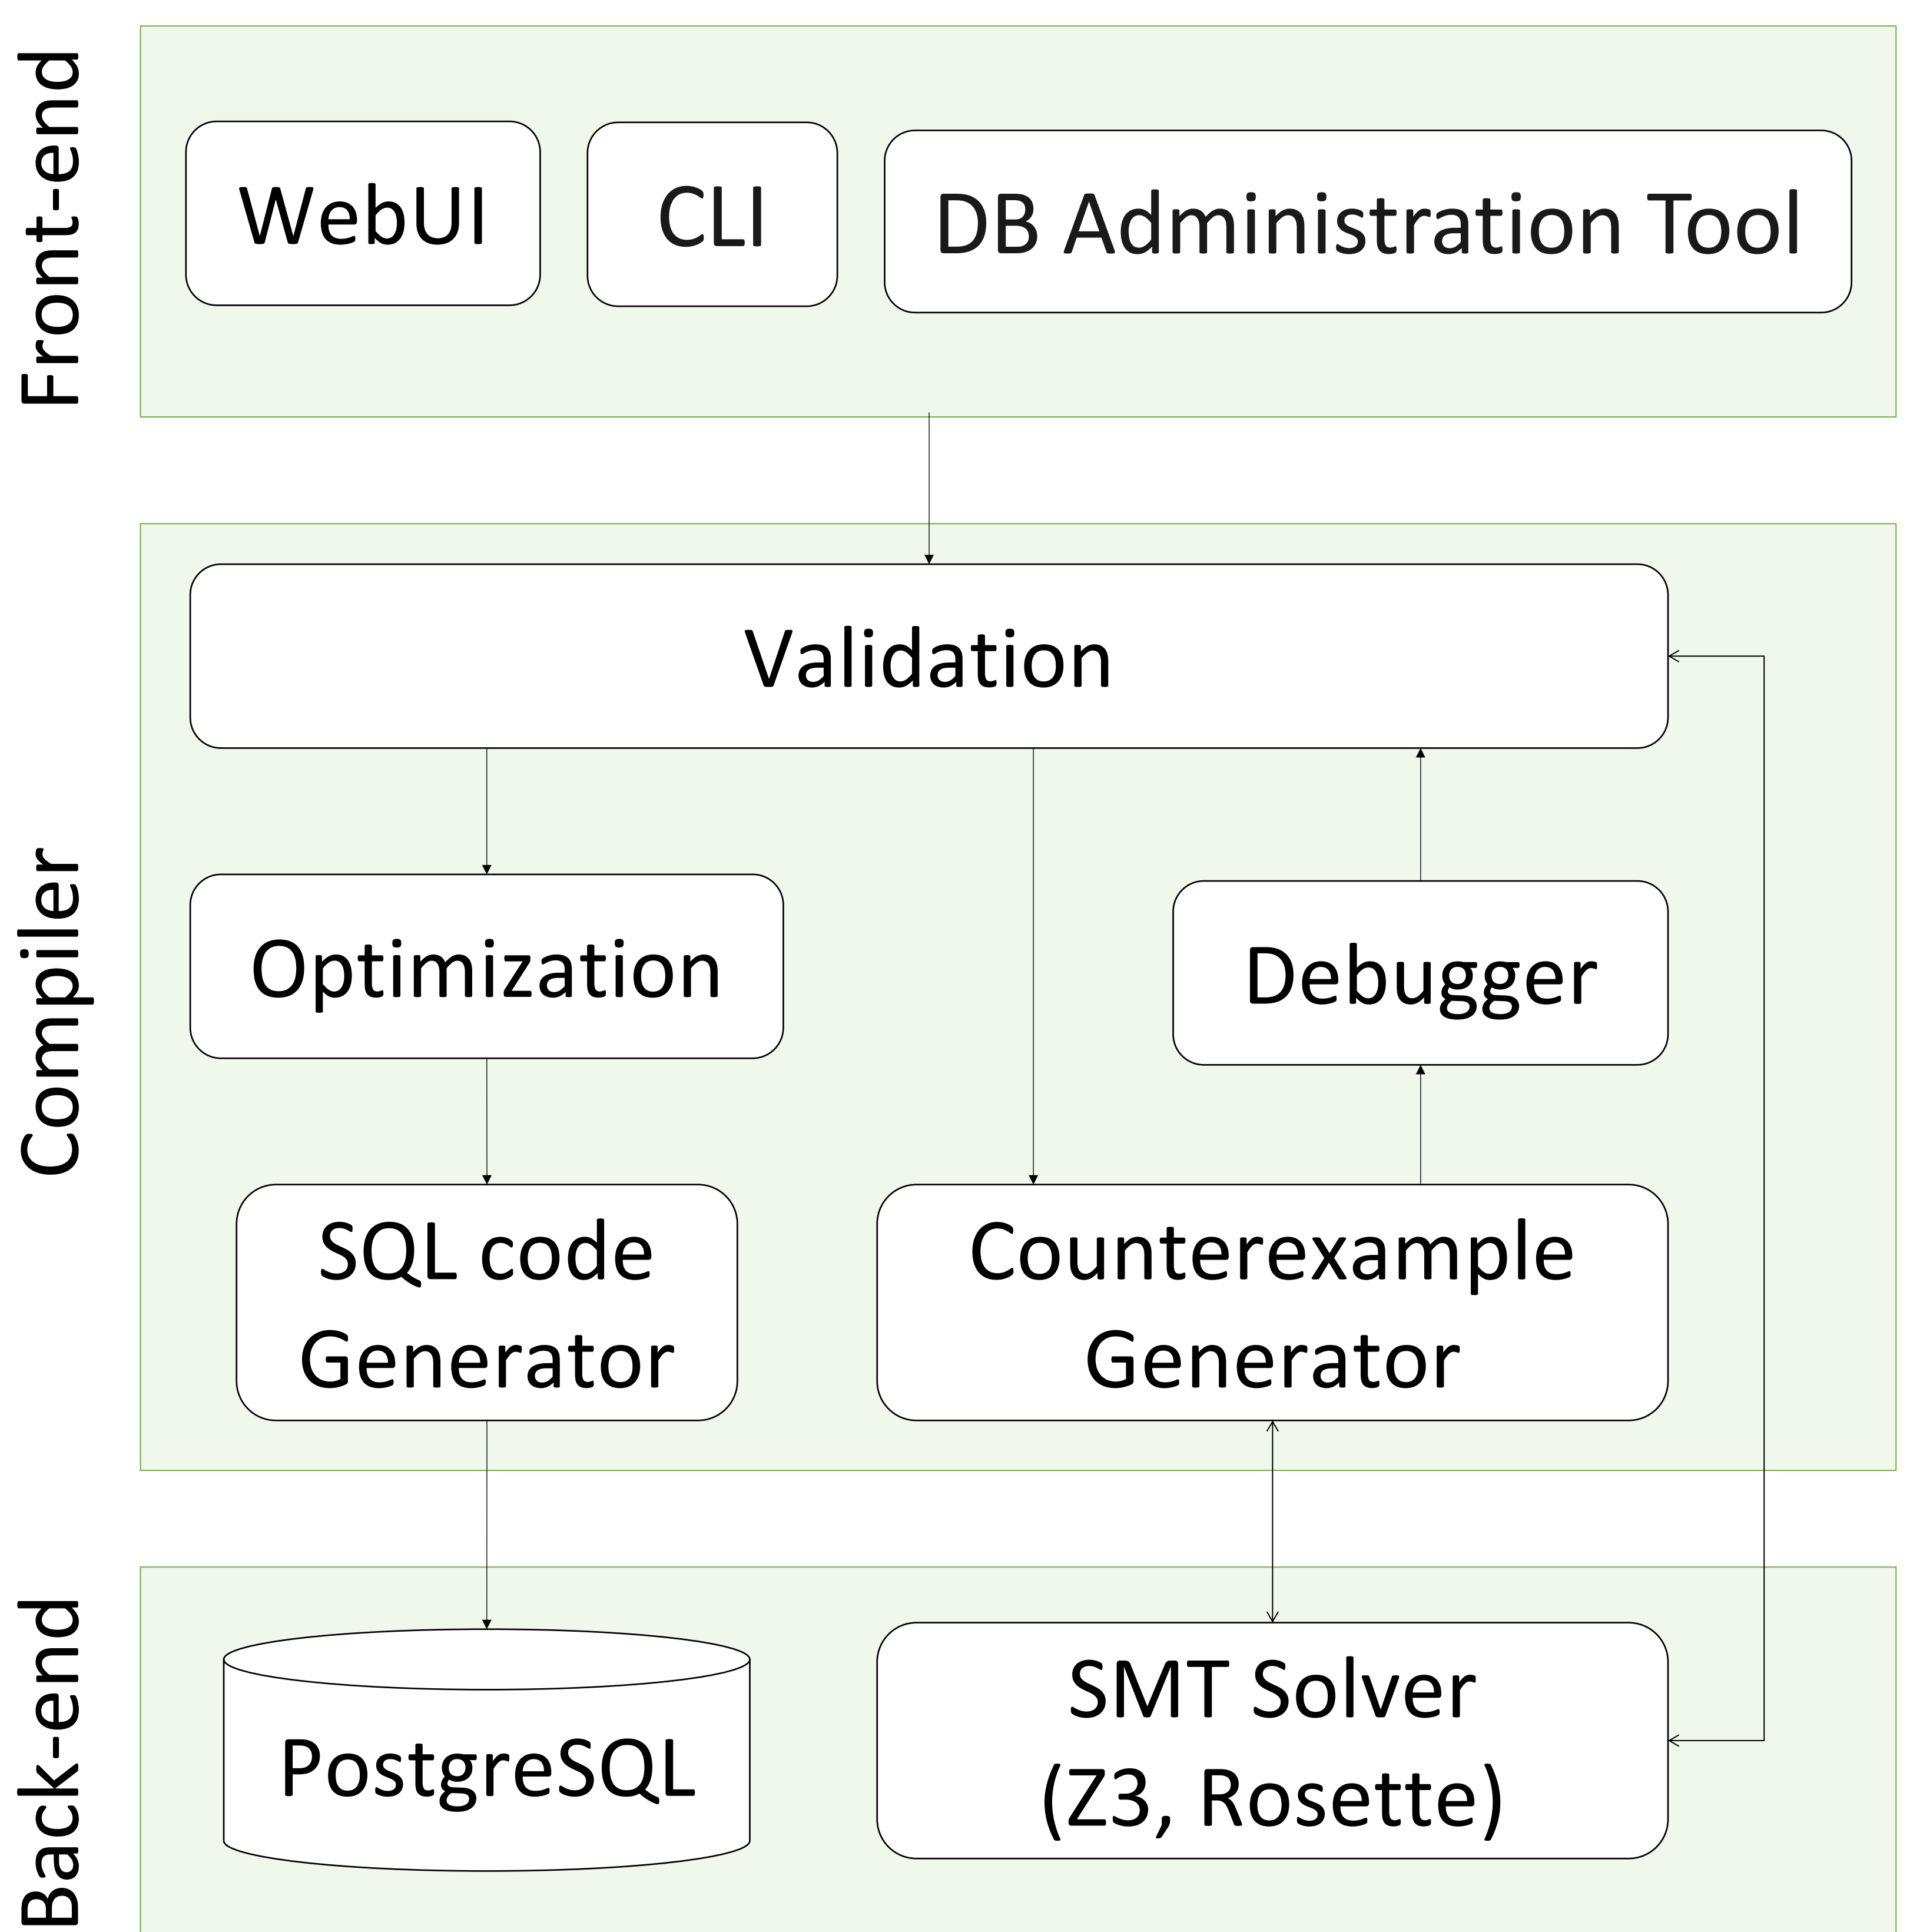 Front-end
WebUI
CLI
DB Administration Tool
Compiler
Validation
Optimization
Debugger
SQL code
Generator
Counterexample
Generator
Back-end
PostgreSQL
SMT Solver
(Z3, Rosette)